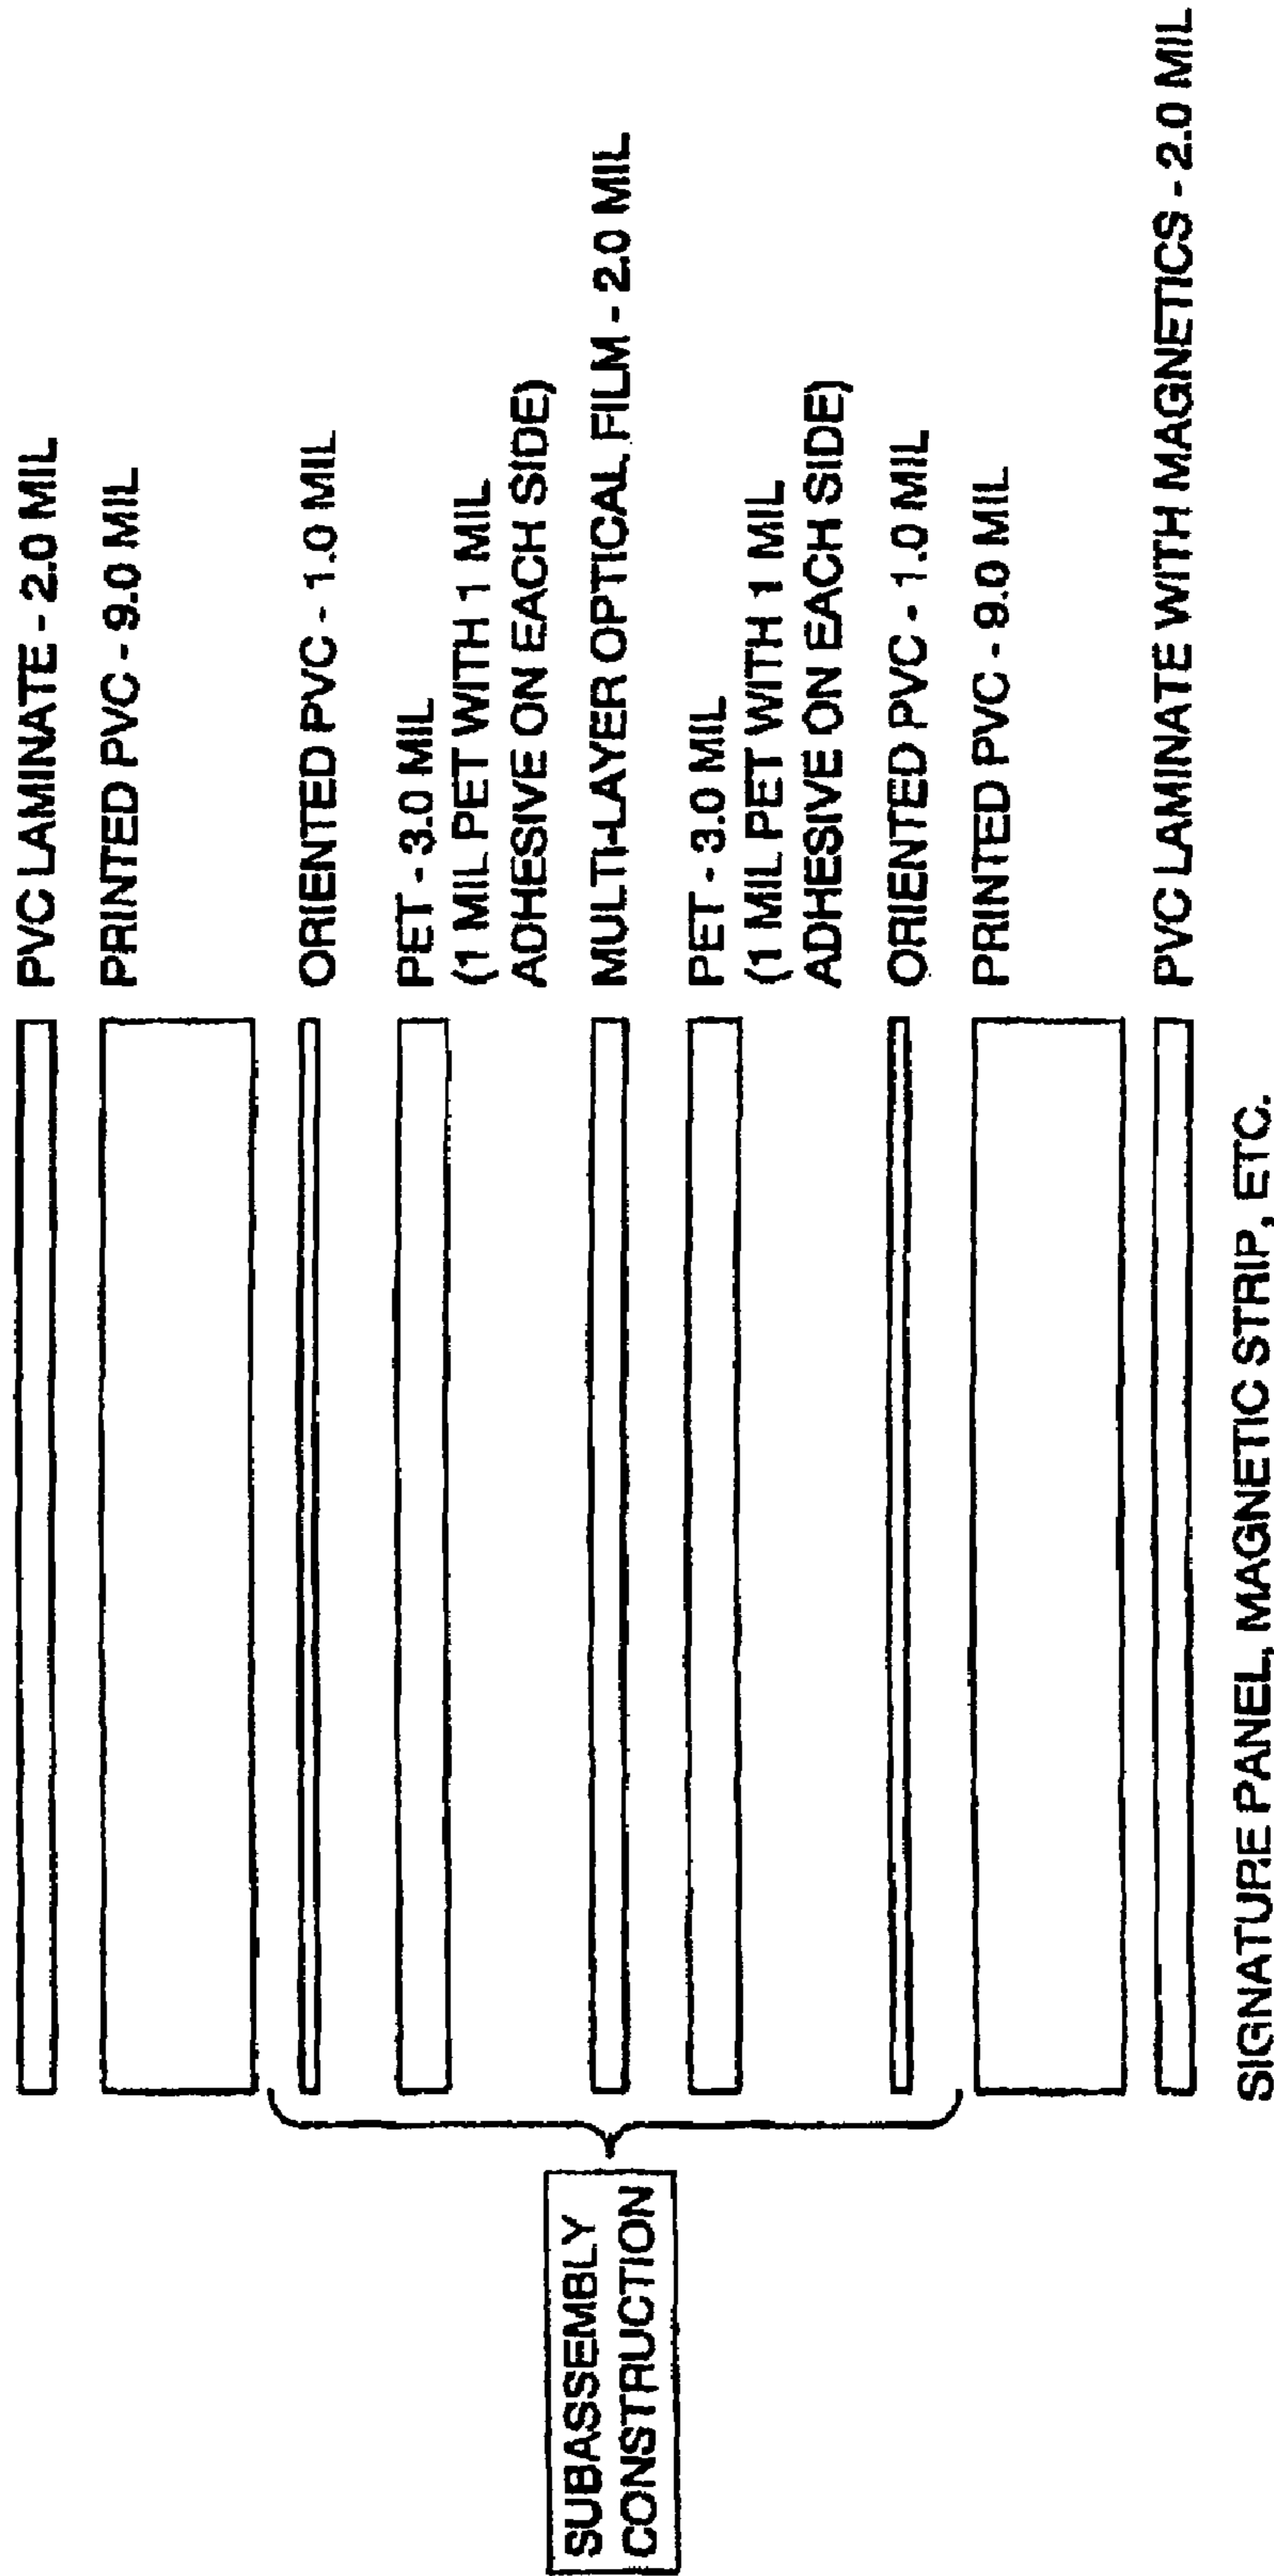 PVC LAMINATE - 2.0 MIL
PRINTED PVC - 9.0 MIL
ORIENTED PVC - 1.0 MIL
PET - 3.0 MIL
(1 MIL PET WITH 1 MIL
ADHESIVE ON EACH SIDE)
MULTI-LAYER OPTICAL FILM - 2.0 MIL
PET - 3.0 MIL
(1 MIL PET WITH 1 MIL
ADHESIVE ON EACH SIDE)
ORIENTED PVC - 1.0 MIL
PRINTED PVC - 9.0 MIL
PVC LAMINATE WITH MAGNETICS - 2.0 MIL
SIGNATURE PANEL, MAGNETIC STRIP, ETC.
SUBASSEMBLY
CONSTRUCTION